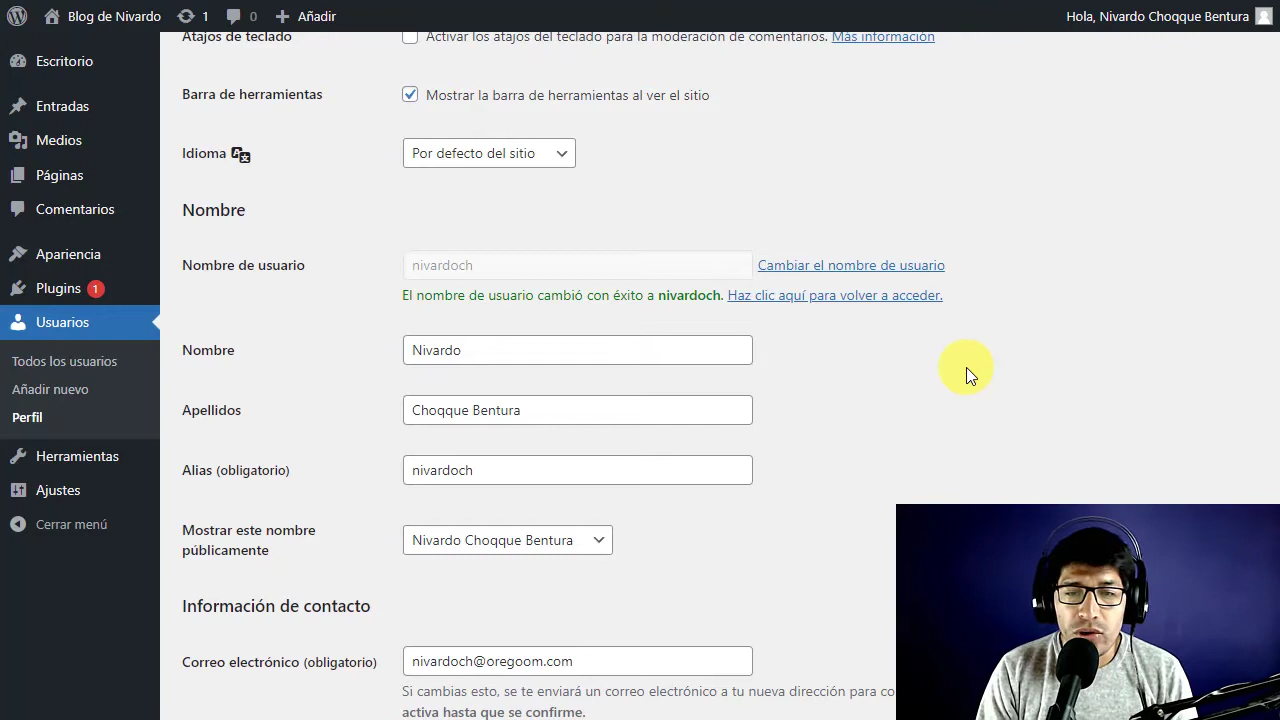 Blog de Nivardo 1 0 Añadir Hola, Nivardo Choqque Bentura
Escritorio
Entradas
Medios
Páginas
Comentarios
Apariencia
Plugins 1
Usuarios
Todos los usuarios
Añadir nuevo
Perfil
Herramientas
Ajustes
Cerrar menú
Atajos de teclado Activar los atajos del teclado para la moderación de comentarios. Más información
Barra de herramientas Mostrar la barra de herramientas al ver el sitio
Idioma Por defecto del sitio
Nombre
Nombre de usuario nivardoch Cambiar el nombre de usuario
El nombre de usuario cambió con éxito a nivardoch. Haz clic aquí para volver a acceder.
Nombre Nivardo
Apellidos Choqque Bentura
Alias (obligatorio) nivardoch
Mostrar este nombre
públicamente Nivardo Choqque Bentura
Información de contacto
Correo electrónico (obligatorio) nivardoch@oregoom.com
Si cambias esto, se te enviará un correo electrónico a tu nueva dirección para
activa hasta que se confirme.